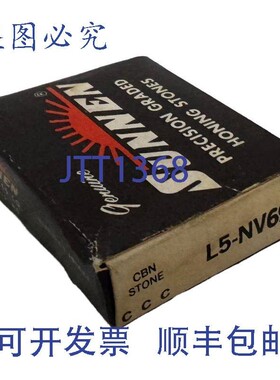 盗图必究
PRECISION GRADED
HONING STONES
SUNNEN
®
Genuine
JTT1368
CBN
STONE
L5-NV6
C C C
可开发票 顺丰包邮